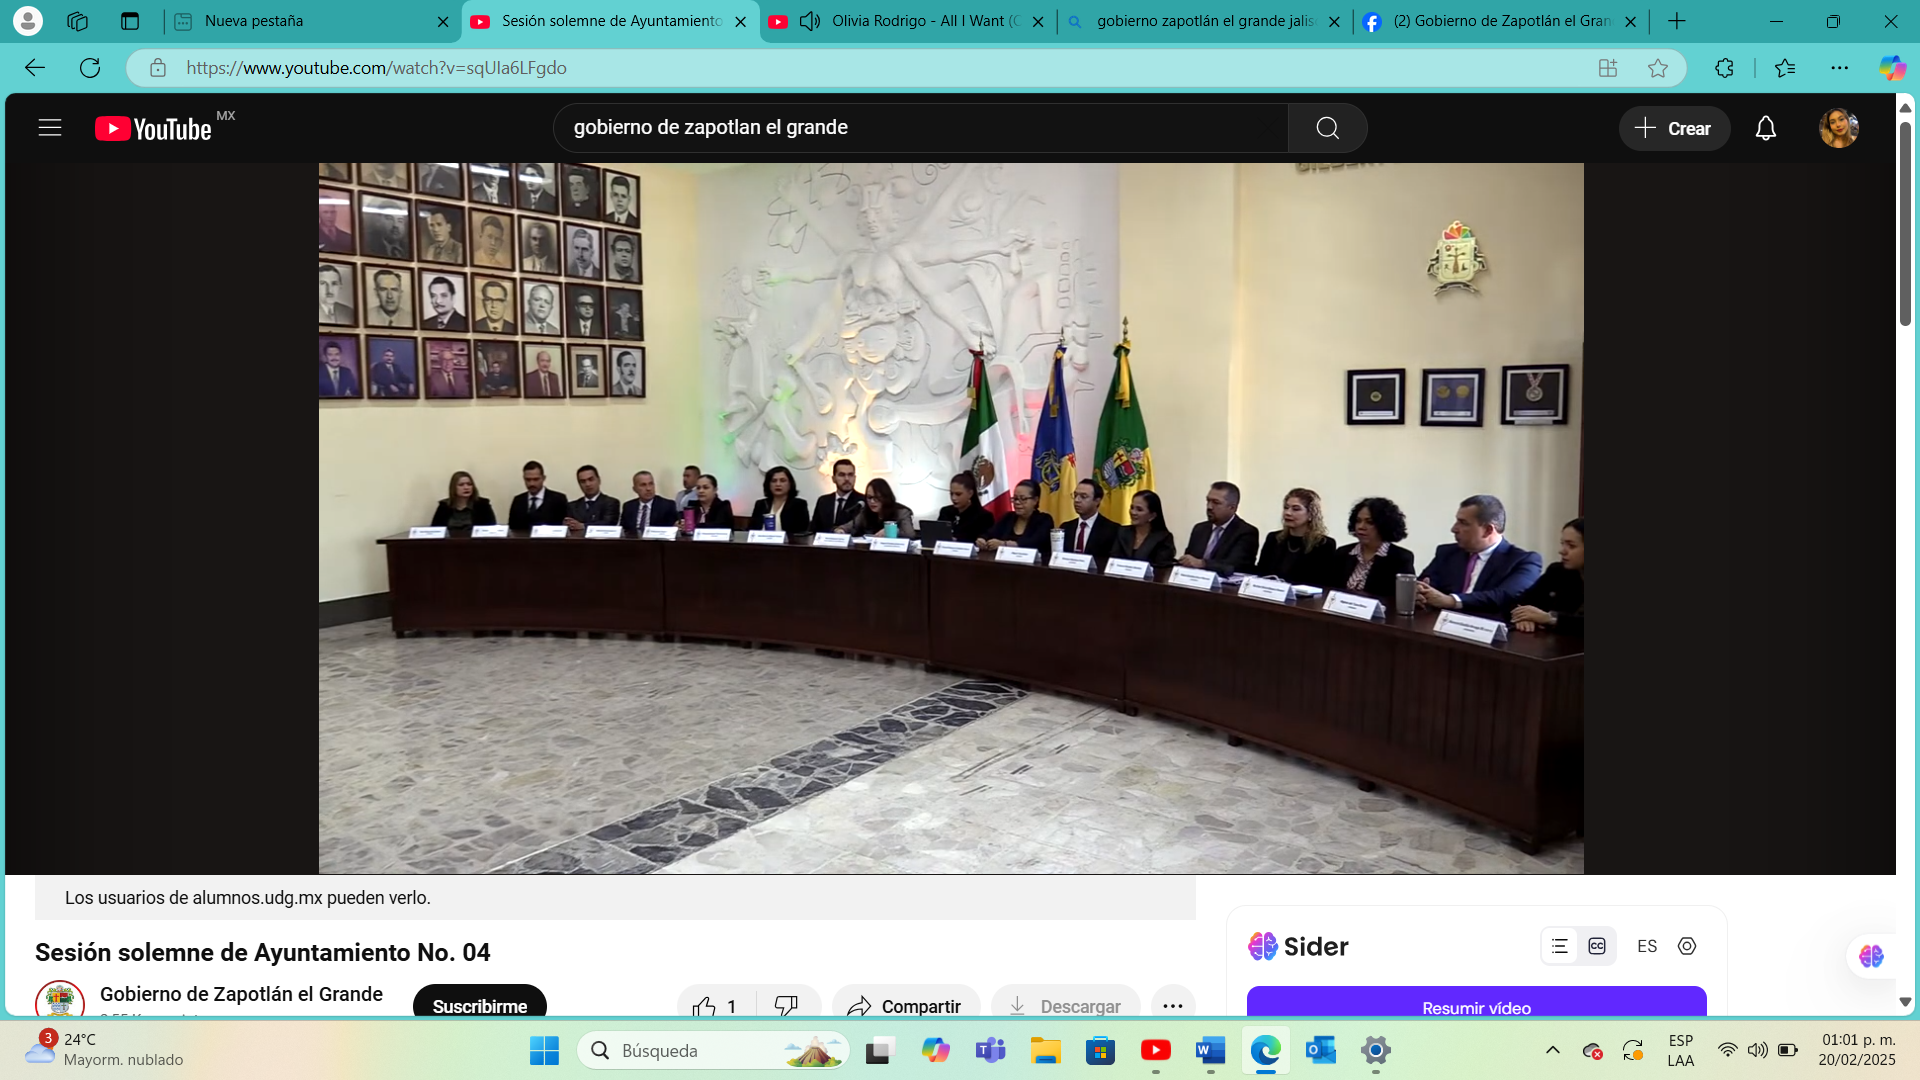 Nueva pestaña
Sesión solemne de Ayuntamiento
Olivia Rodrigo - All I Want (O
gobierno zapotlán el grande jalis
(2) Gobierno de Zapotlán el Gran
https://www.youtube.com/watch?v=sqUIa6LFgdo
YouTube MX
gobierno de zapotlan el grande
Crear
Los usuarios de alumnos.udg.mx pueden verlo.
Sesión solemne de Ayuntamiento No. 04
Gobierno de Zapotlán el Grande
Suscribirme
1
Compartir
Descargar
Sider
CC
ES
Resumir vídeo
3
24°C
Mayorm. nublado
Búsqueda
ESP
LAA
01:01 p. m.
20/02/2025